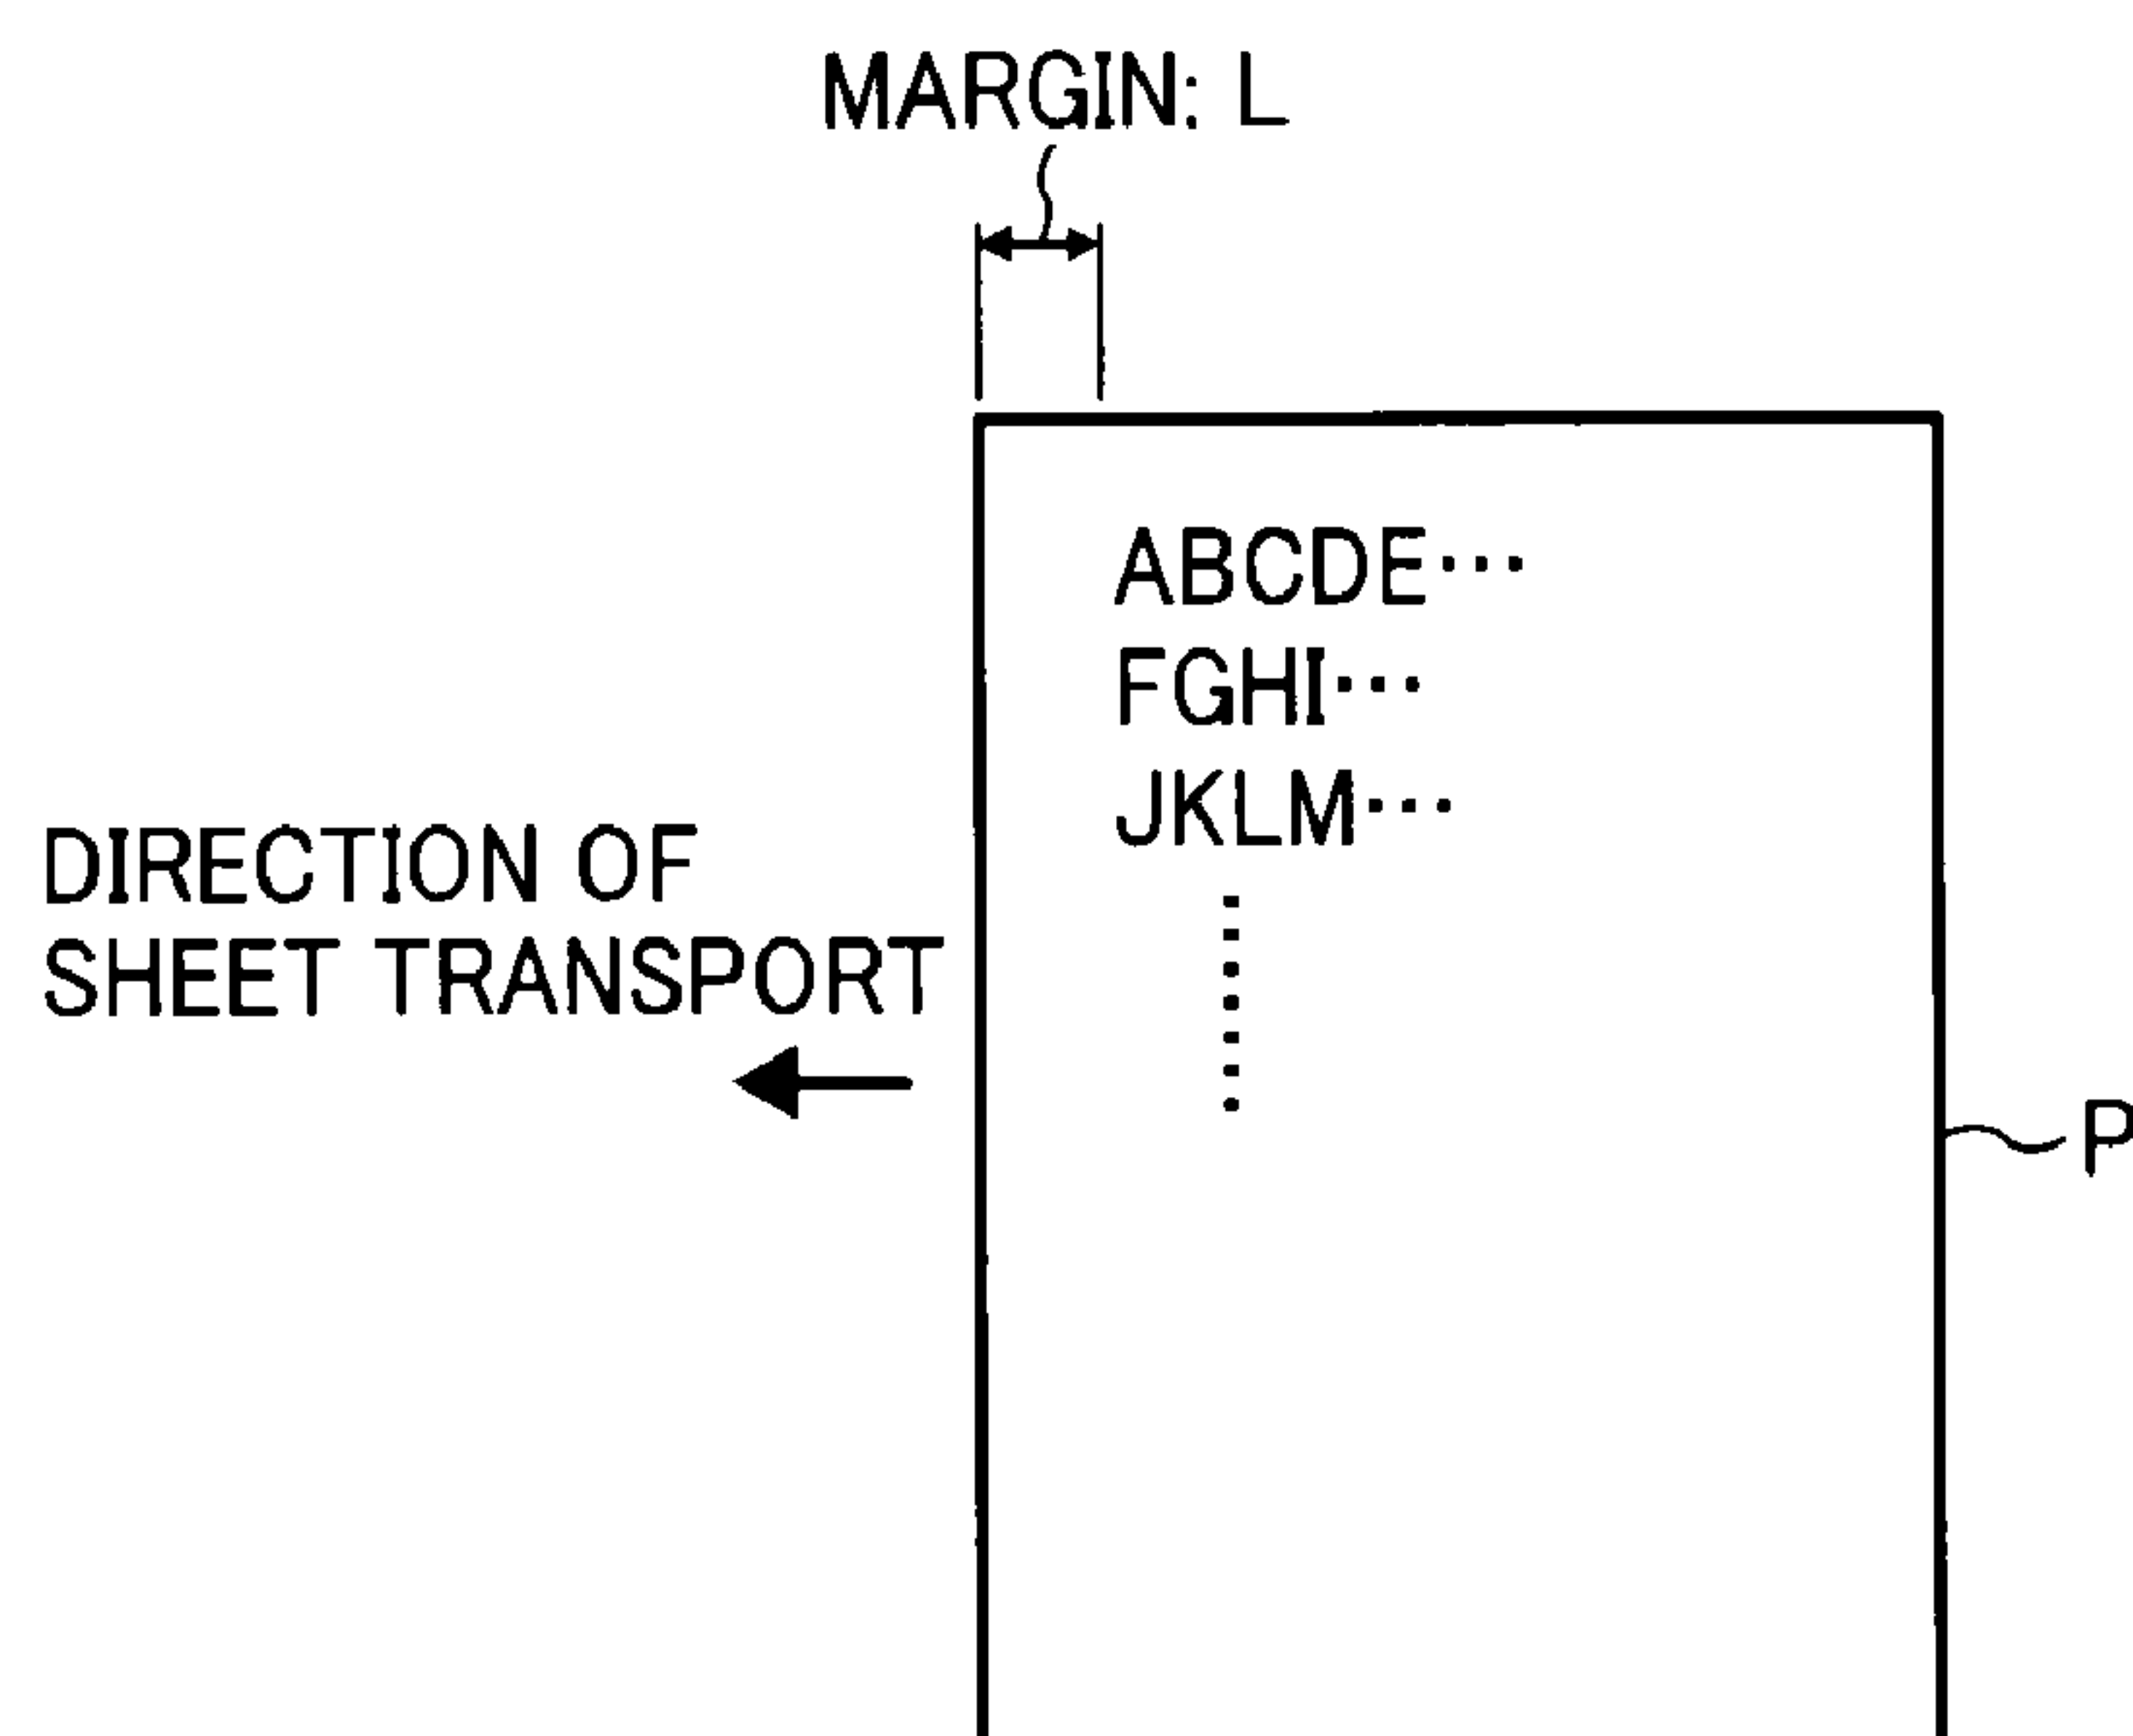 MARGIN: L
ABCDE···
FGHI···
JKLM···
DIRECTION OF
SHEET TRANSPORT
P